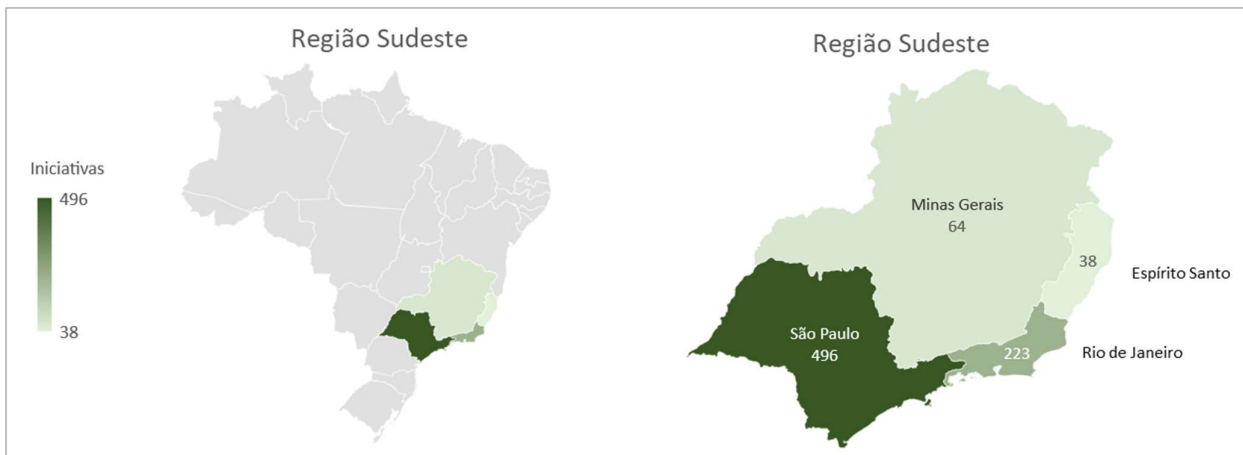 Região Sudeste
Iniciativas
496
38
Região Sudeste
Minas Gerais
64
38
Espírito Santo
São Paulo
496
223
Rio de Janeiro